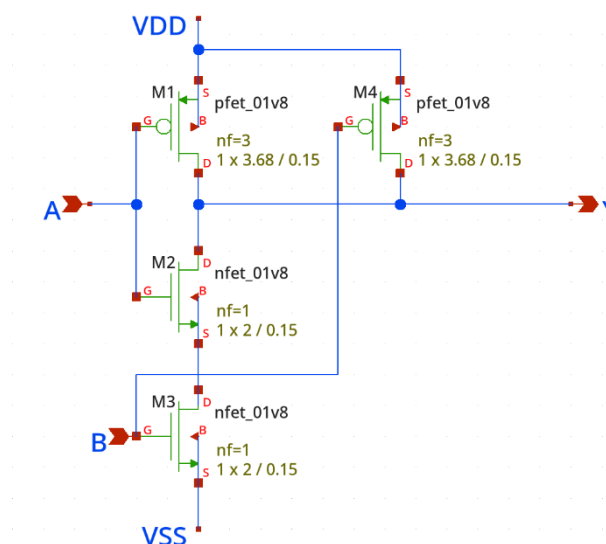 VDD
M1
S
pfet_01v8
G
B
nf=3
1 x 3.68 / 0.15
D
M4
S
pfet_01v8
G
B
nf=3
1 x 3.68 / 0.15
D
A
Y
M2
D
nfet_01v8
G
B
nf=1
1 x 2 / 0.15
S
M3
D
nfet_01v8
B
G
B
nf=1
1 x 2 / 0.15
S
VSS